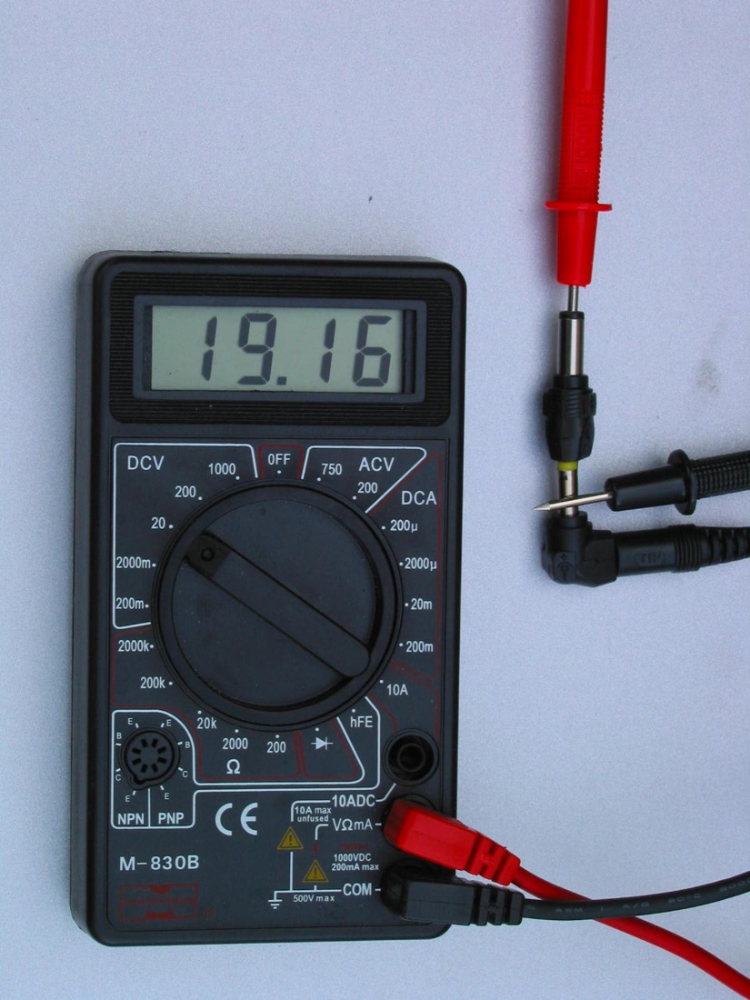 19.16
DCV
1000
OFF
750
ACV
200
200
DCA
20
200µ
2000m
2000µ
200m
20m
2000k
200m
200k
10A
20k
hFE
2000
200
Ω
E
E
B
B
C
C
E
E
NPN
PNP
CE
10ADC
10A max
unfused
VΩmA
1000VDC
200mA max
COM
500V max
M-830B